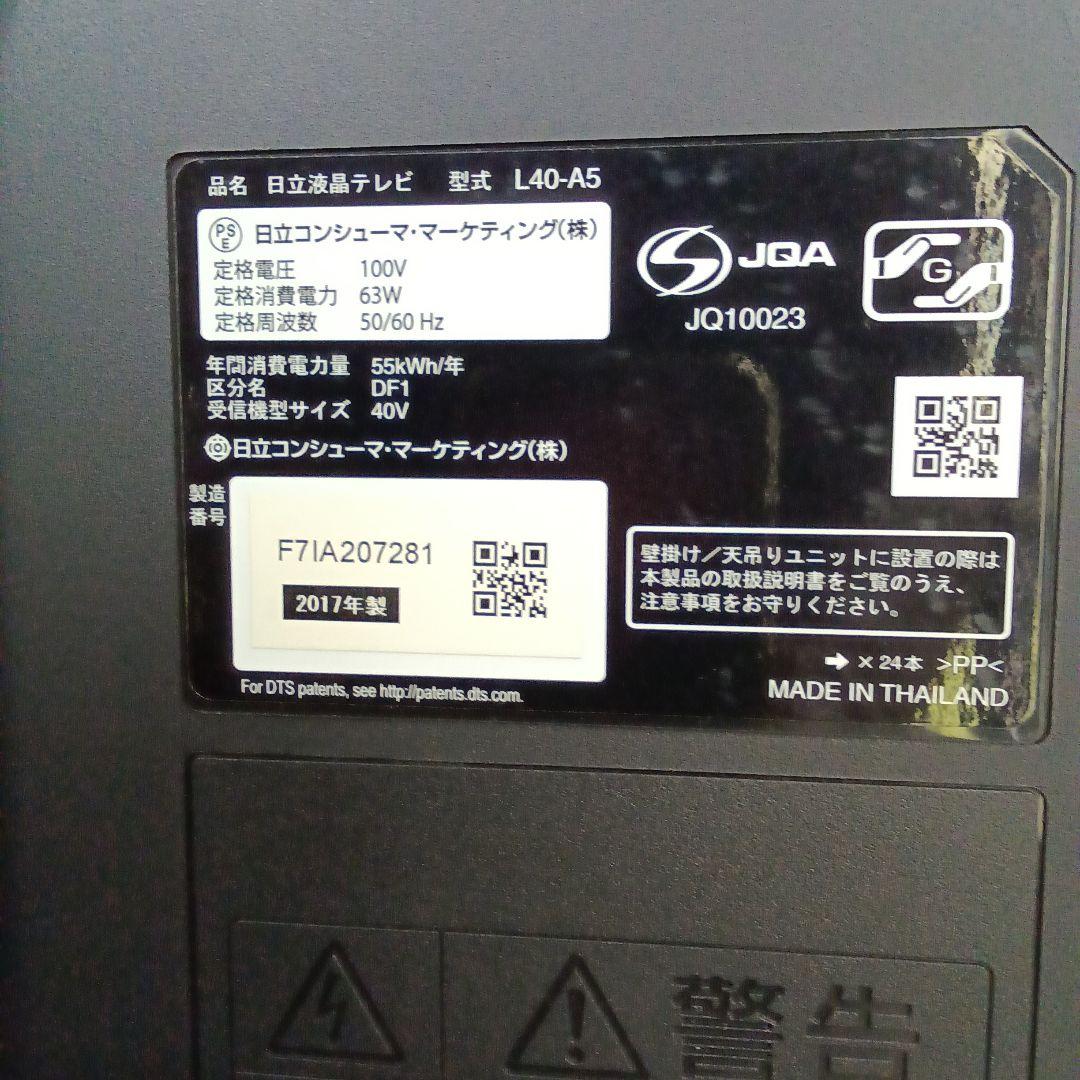 品名 日立液晶テレビ 型式 L40-A5
PS
E
日立コンシューマ・マーケティング(株)
定格電圧 100V
定格消費電力 63W
定格周波数 50/60 Hz
JQA
JQ10023
I G I
年間消費電力量 55kWh/年
区分名 DF1
受信機型サイズ 40V
日立コンシューマ・マーケティング(株)
製造
番号
F7IA207281
2017年製
壁掛け/天吊りユニットに設置の際は
本製品の取扱説明書をご覧のうえ、
注意事項をお守りください。
➡ × 24本 >PP<
For DTS patents, see http://patents.dts.com.
MADE IN THAILAND
警告